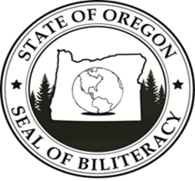 STATE OF OREGON
SEAL OF BILITERACY